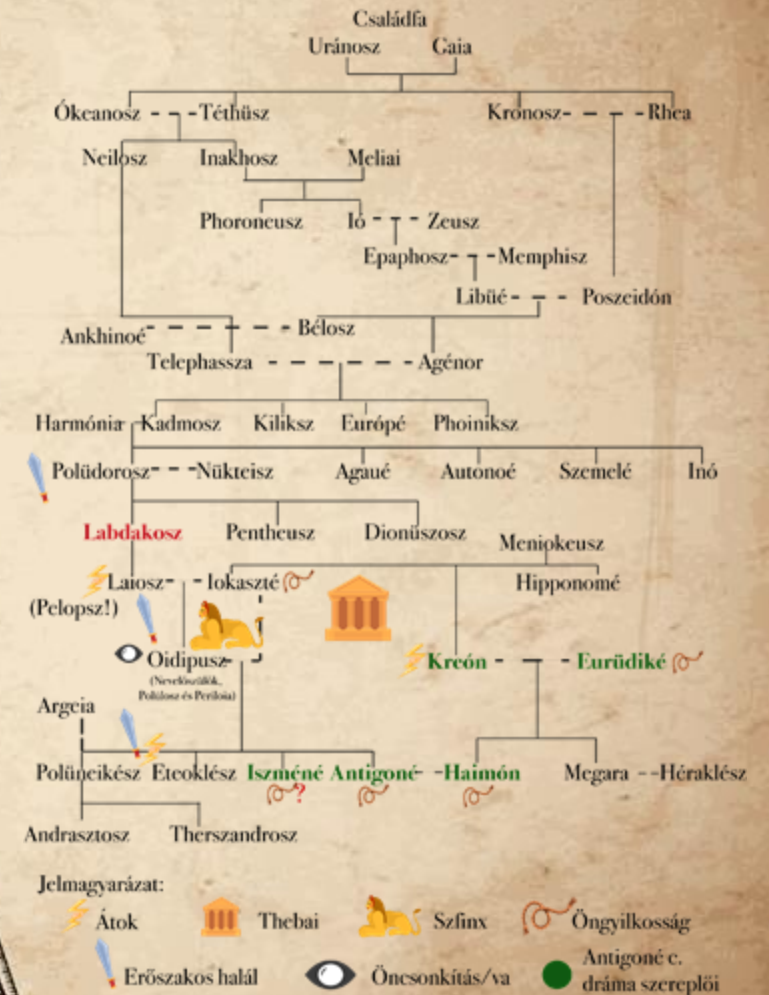 Családfa
Uránosz Gaia
Ókeanosz Téthüsz Kronosz Rhea
Neilosz Inakhosz Meliai
Phoroneusz Ió Zeusz
Epaphosz Memphisz
Libüé Poszeidón
Ankhinoé Bélosz
Telephassza Agénor
Harmónia Kadmosz Kiliksz Európé Phoiniksz
Polüdorosz Nükteisz Agaué Autonoé Szemelé Inó
Labdakosz Pentheusz Dionüszosz
Meniokeusz
Laiosz Iokaszté Hipponomé
(Pelopsz!)
Oidipusz Kreón Eurüdiké
(Nevelőszülők,
Polübosz és Periloia)
Argeia
Polüneikész Eteoklész Iszméné Antigoné Haimón Megara Héraklész
?
Andrasztosz Therszandrosz
Jelmagyarázat:
Átok Thebai Szfinx Öngyilkosság
Erőszakos halál Öncsonkítás/va Antigoné c.
dráma szereplői